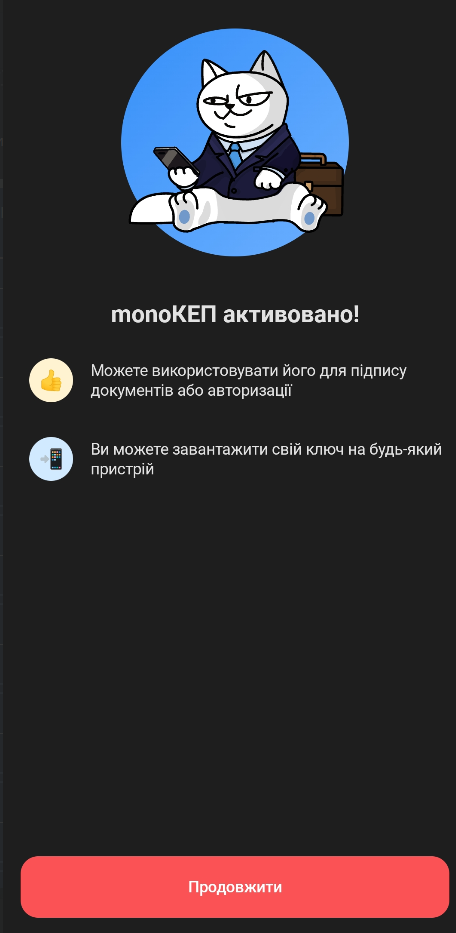 monoКЕП активовано!
Можете використовувати його для підпису
документів або авторизації
Ви можете завантажити свій ключ на будь-який
пристрій
Продовжити